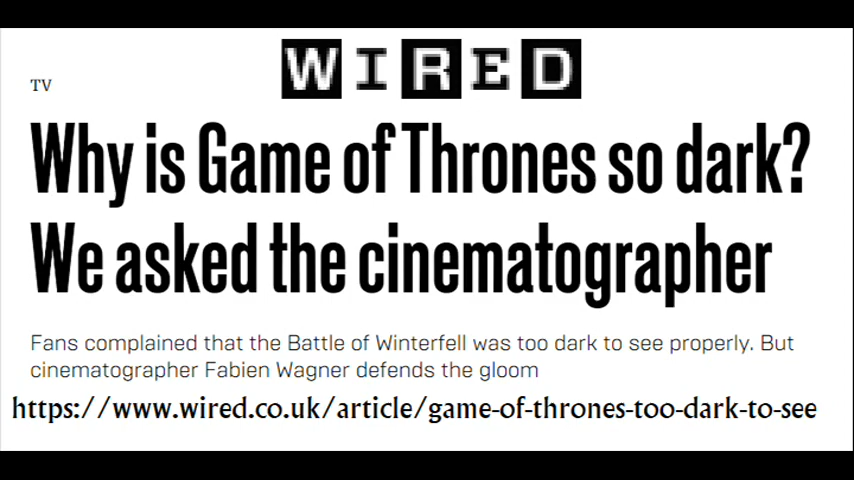 WIRED
TV
Why is Game of Thrones so dark?
We asked the cinematographer
Fans complained that the Battle of Winterfell was too dark to see properly. But
cinematographer Fabien Wagner defends the gloom
https://www.wired.co.uk/article/game-of-thrones-too-dark-to-see